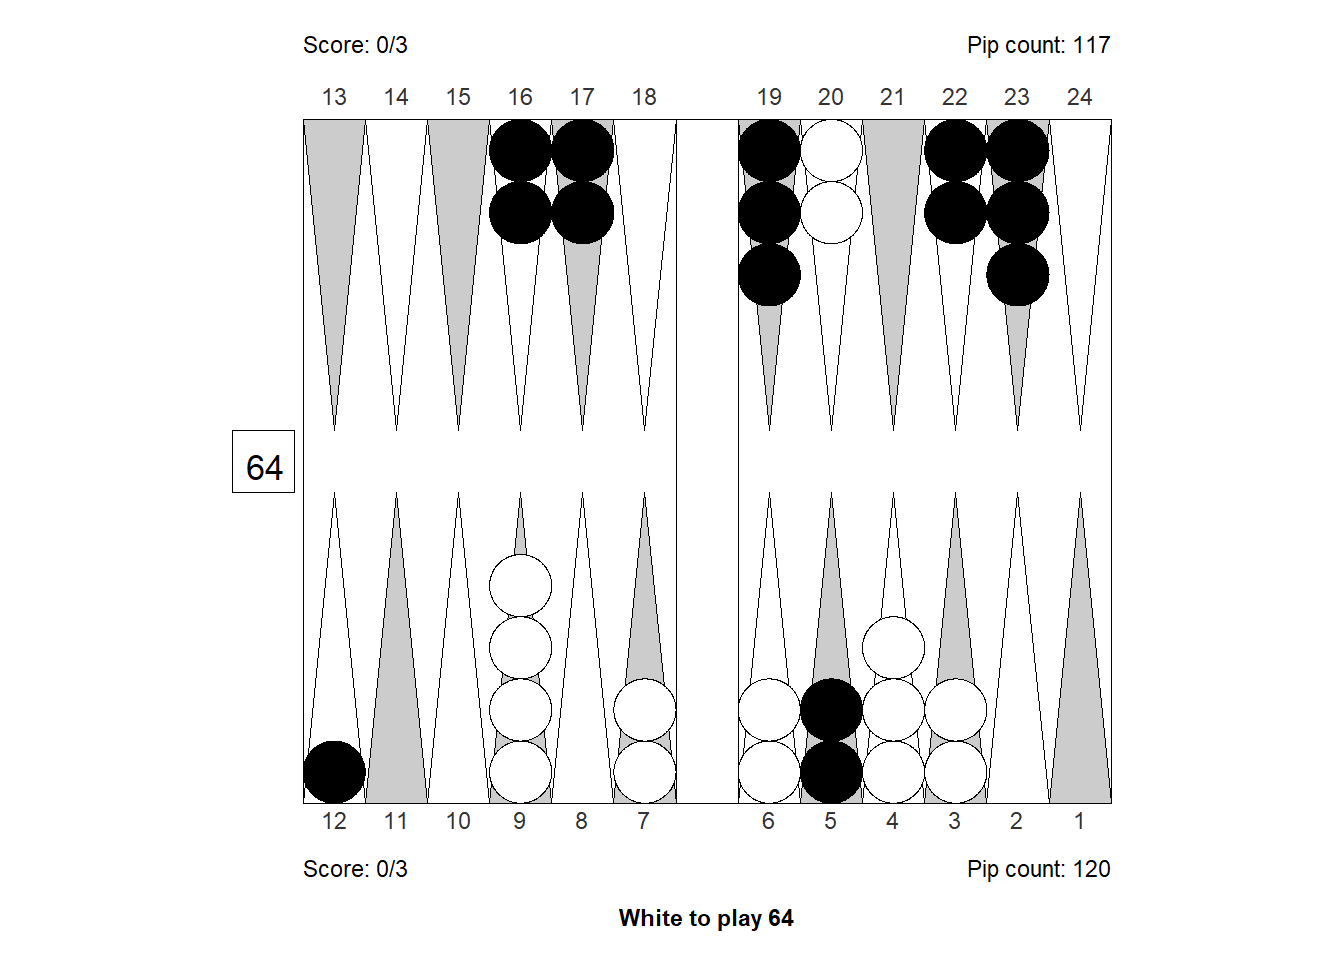 Score: 0/3 Pip count: 117
13 14 15 16 17 18 19 20 21 22 23 24
64
12 11 10 9 8 7 6 5 4 3 2 1
Score: 0/3 Pip count: 120
White to play 64